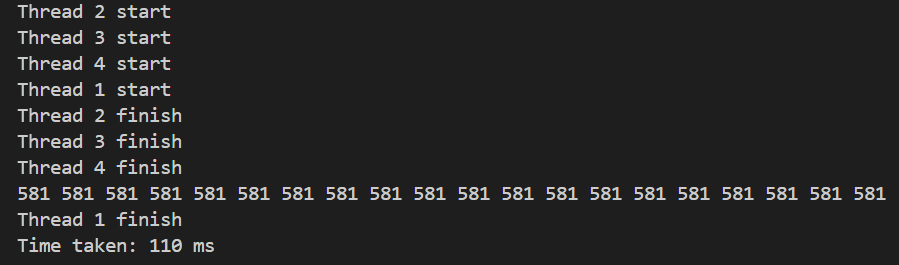 Thread 2 start
Thread 3 start
Thread 4 start
Thread 1 start
Thread 2 finish
Thread 3 finish
Thread 4 finish
581 581 581 581 581 581 581 581 581 581 581 581 581 581 581 581 581 581 581 581
Thread 1 finish
Time taken: 110 ms